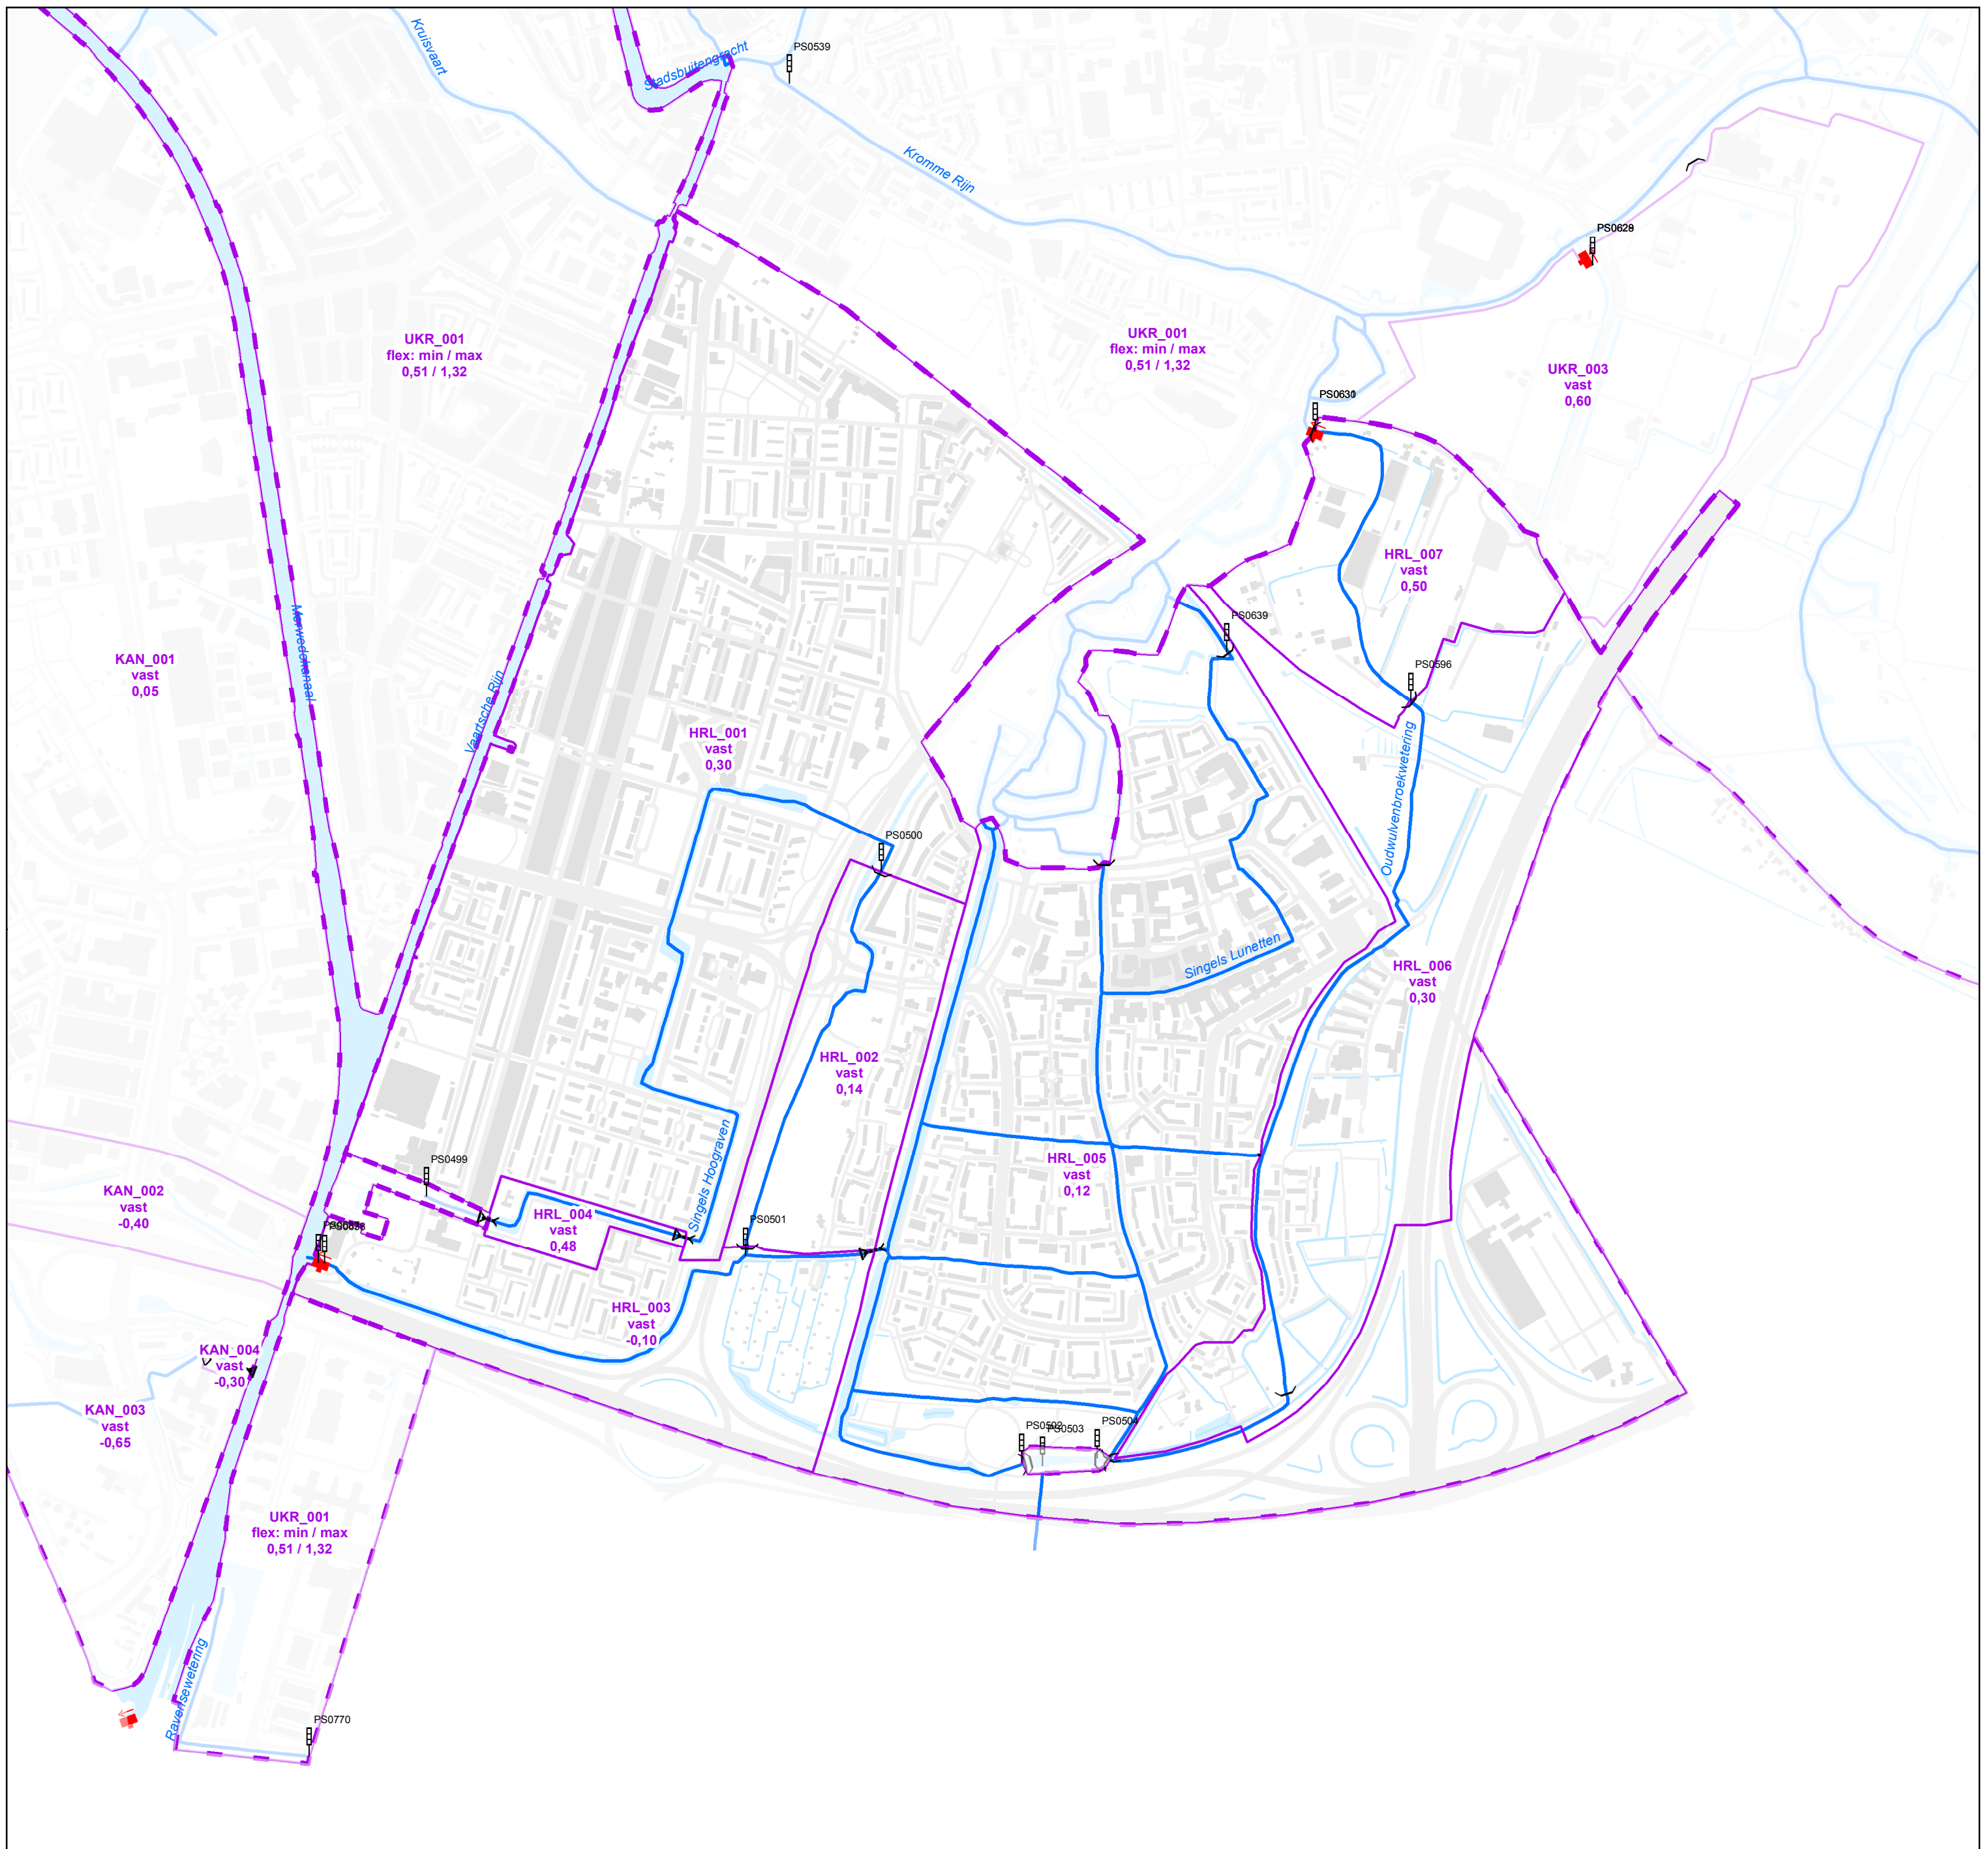 Kruisvaart
Stadsbuitengracht
PS0539
Kromme Rijn
UKR_001
flex: min / max
0,51 / 1,32
UKR_001
flex: min / max
0,51 / 1,32
UKR_003
vast
0,60
HRL_007
vast
0,50
PS0639
PS0596
KAN_001
vast
0,05
Merwedekanaal
Vaartsche Rijn
HRL_001
vast
0,30
PS0500
Oudwulvenbroekwetering
Singels Lunetten
HRL_006
vast
0,30
HRL_002
vast
0,14
HRL_005
vast
0,12
PS0499
Singels Hoograven
KAN_002
vast
-0,40
HRL_004
vast
0,48
PS0501
HRL_003
vast
-0,10
KAN_004
vast
-0,30
KAN_003
vast
-0,65
PS0502
PS0503
PS0504
UKR_001
flex: min / max
0,51 / 1,32
Ravensewetering
PS0770